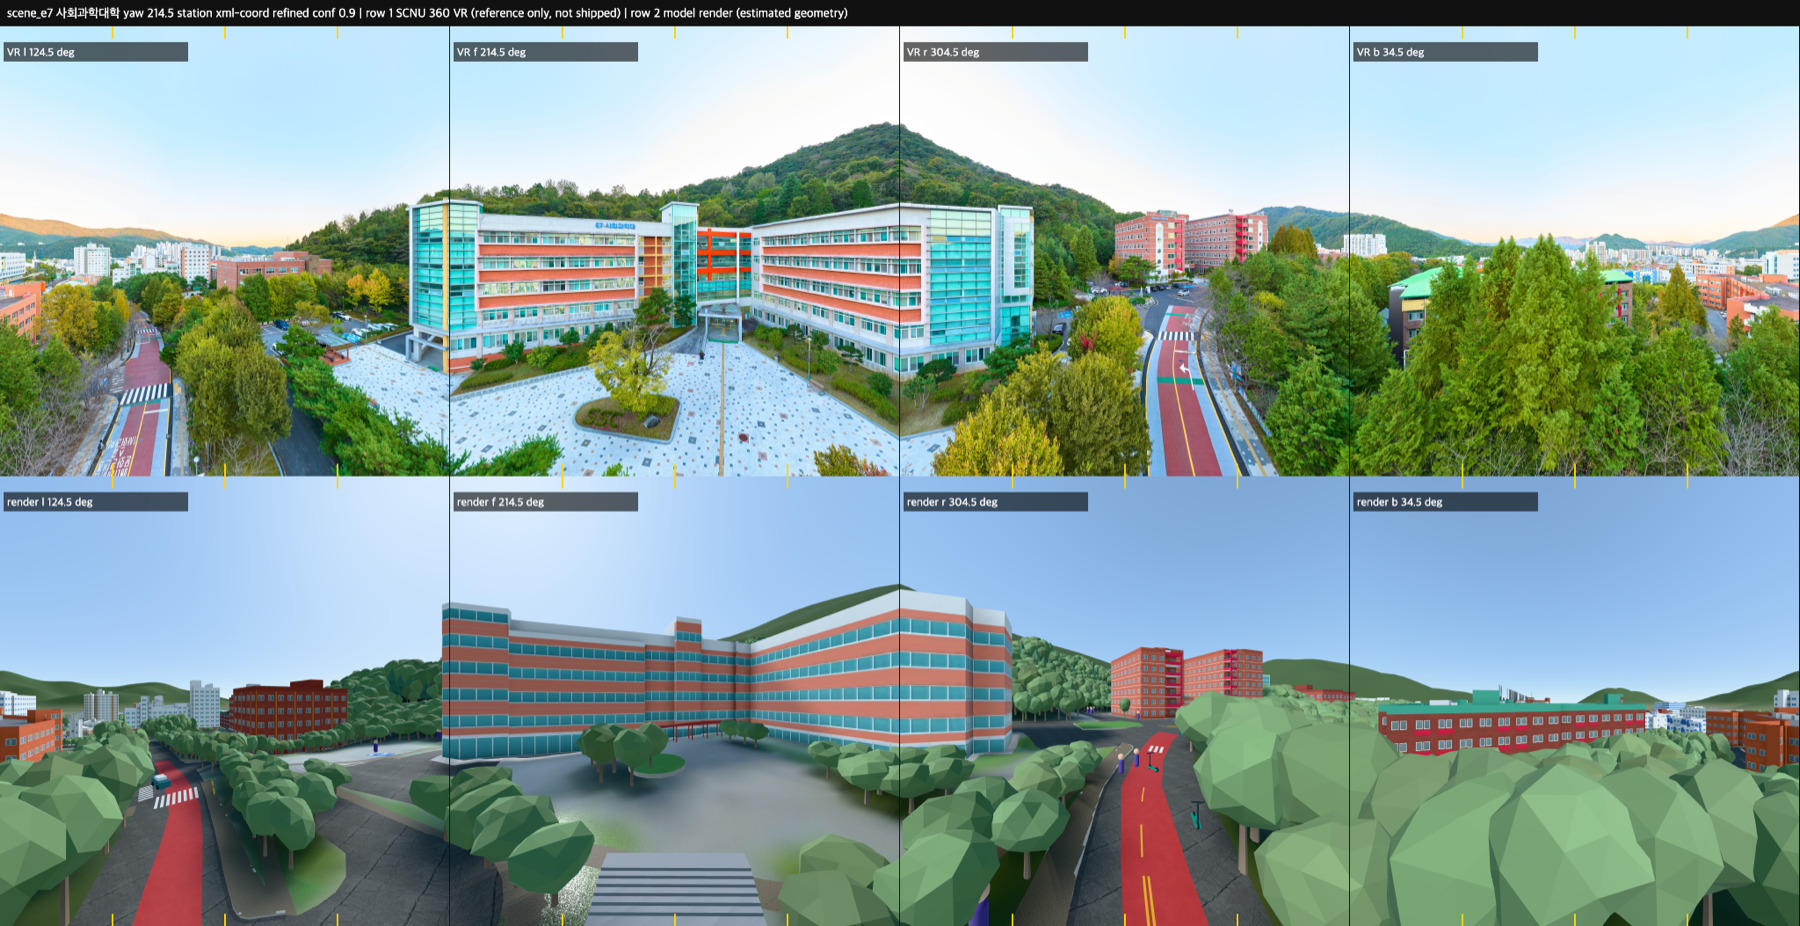 scene_e7 사회과학대학 yaw 214.5 station xml-coord refined conf 0.9 | row 1 SCNU 360 VR (reference only, not shipped) | row 2 model render (estimated geometry)
VR l 124.5 deg
VR f 214.5 deg
VR r 304.5 deg
VR b 34.5 deg
render l 124.5 deg
render f 214.5 deg
render r 304.5 deg
render b 34.5 deg